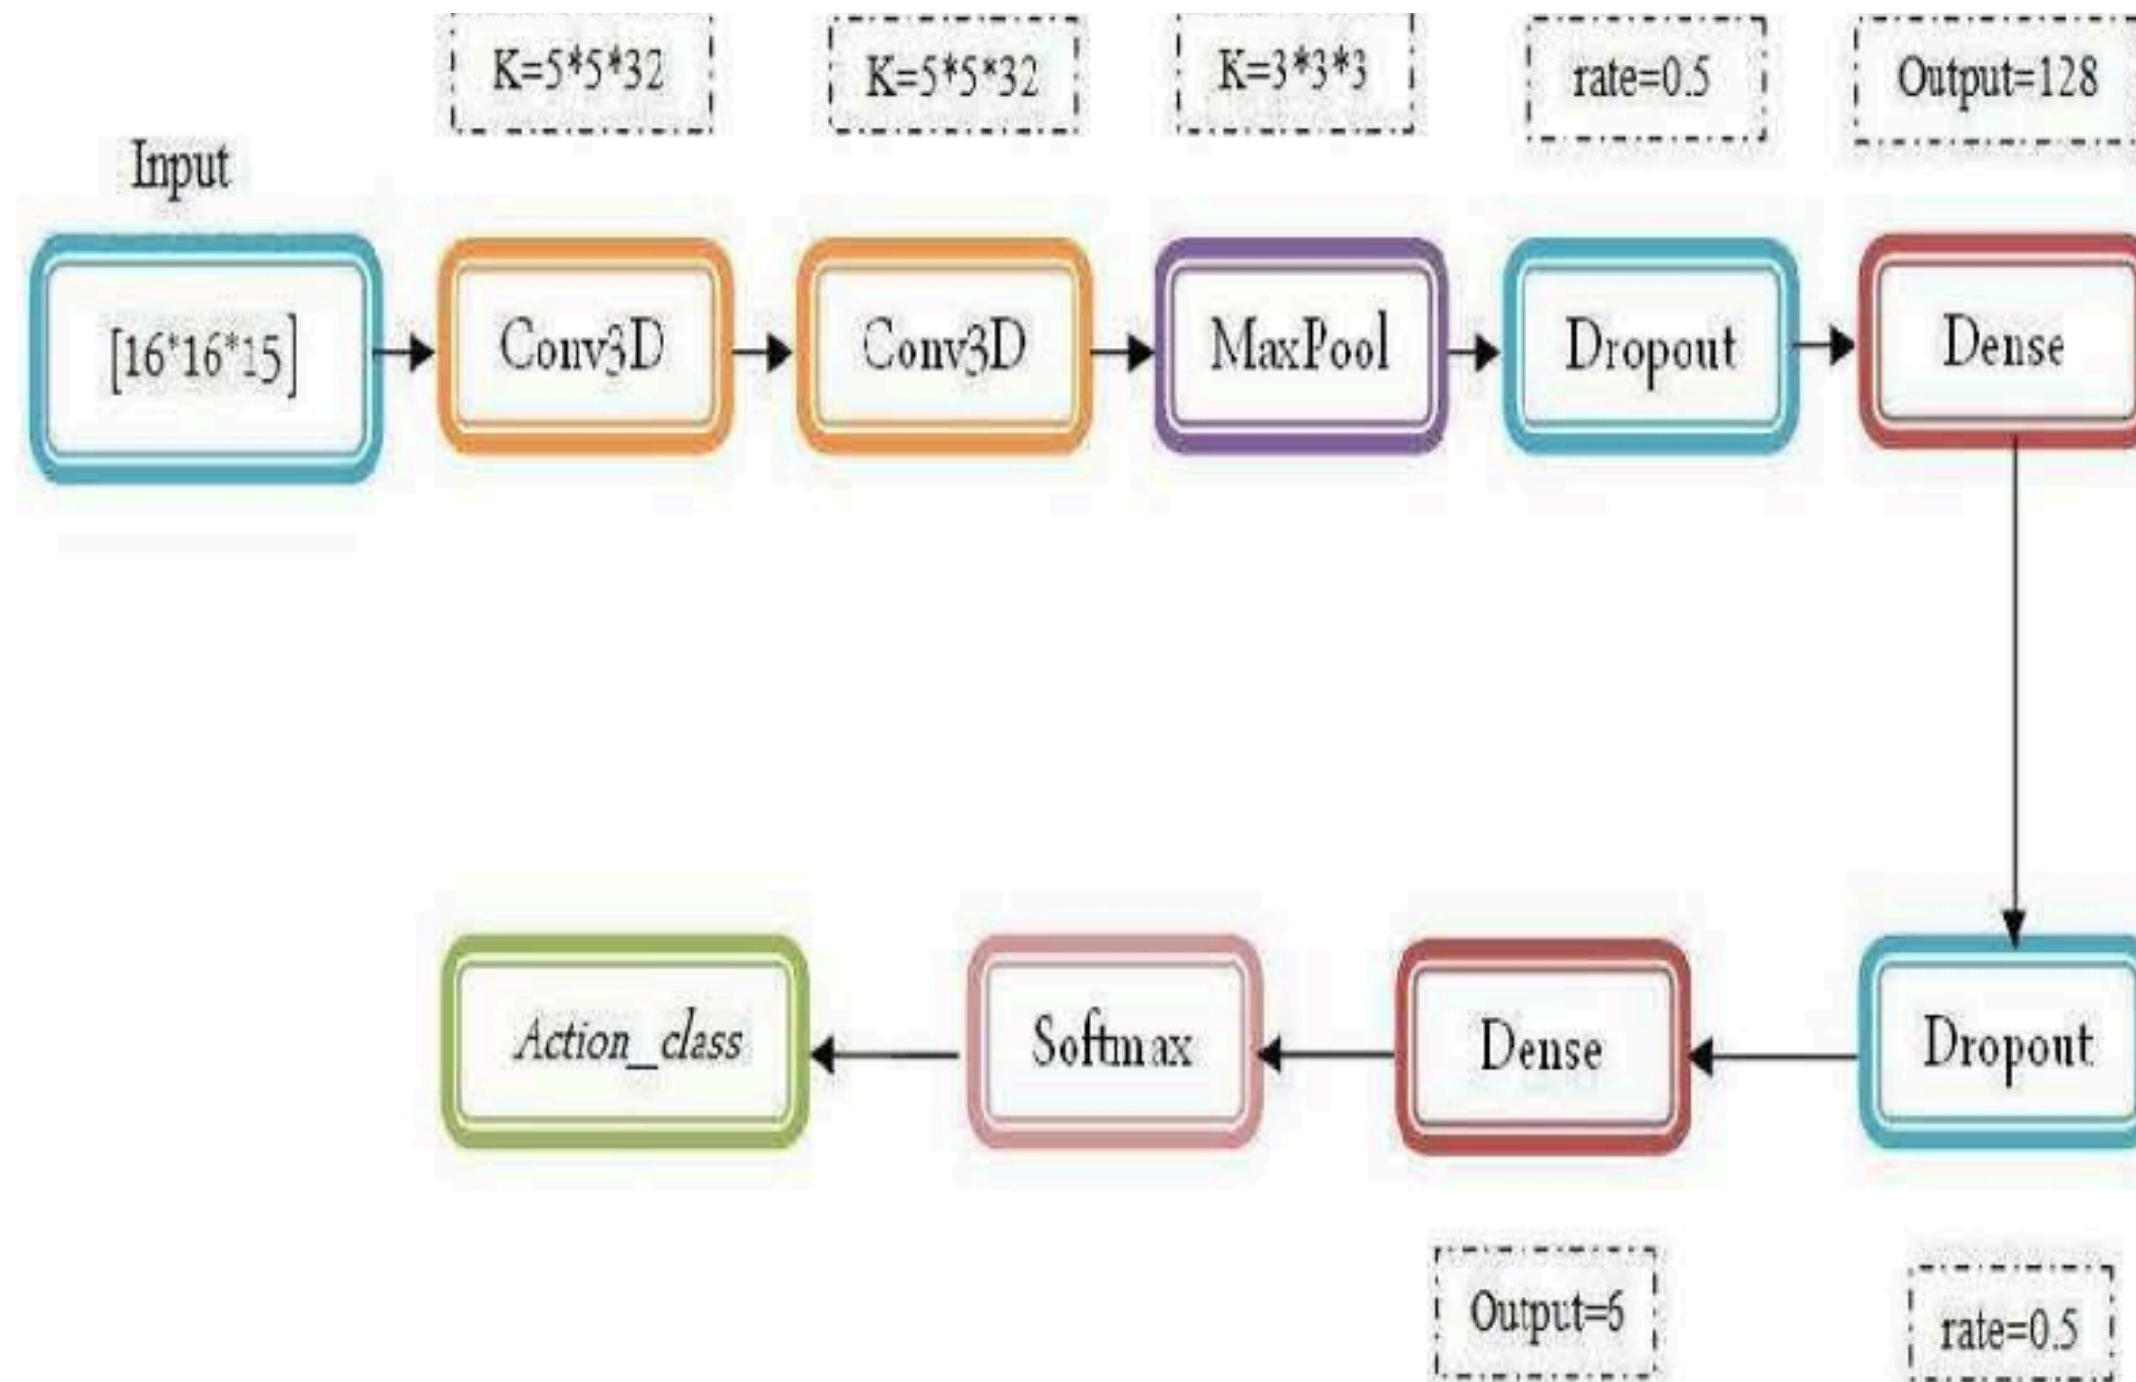 K=5*5*32
K=5*5*32
K=3*3*3
rate=0.5
Output=128
Input
[16*16*15]
Conv3D
Conv3D
MaxPool
Dropout
Dense
Action_class
Softmax
Dense
Dropout
Output=6
rate=0.5